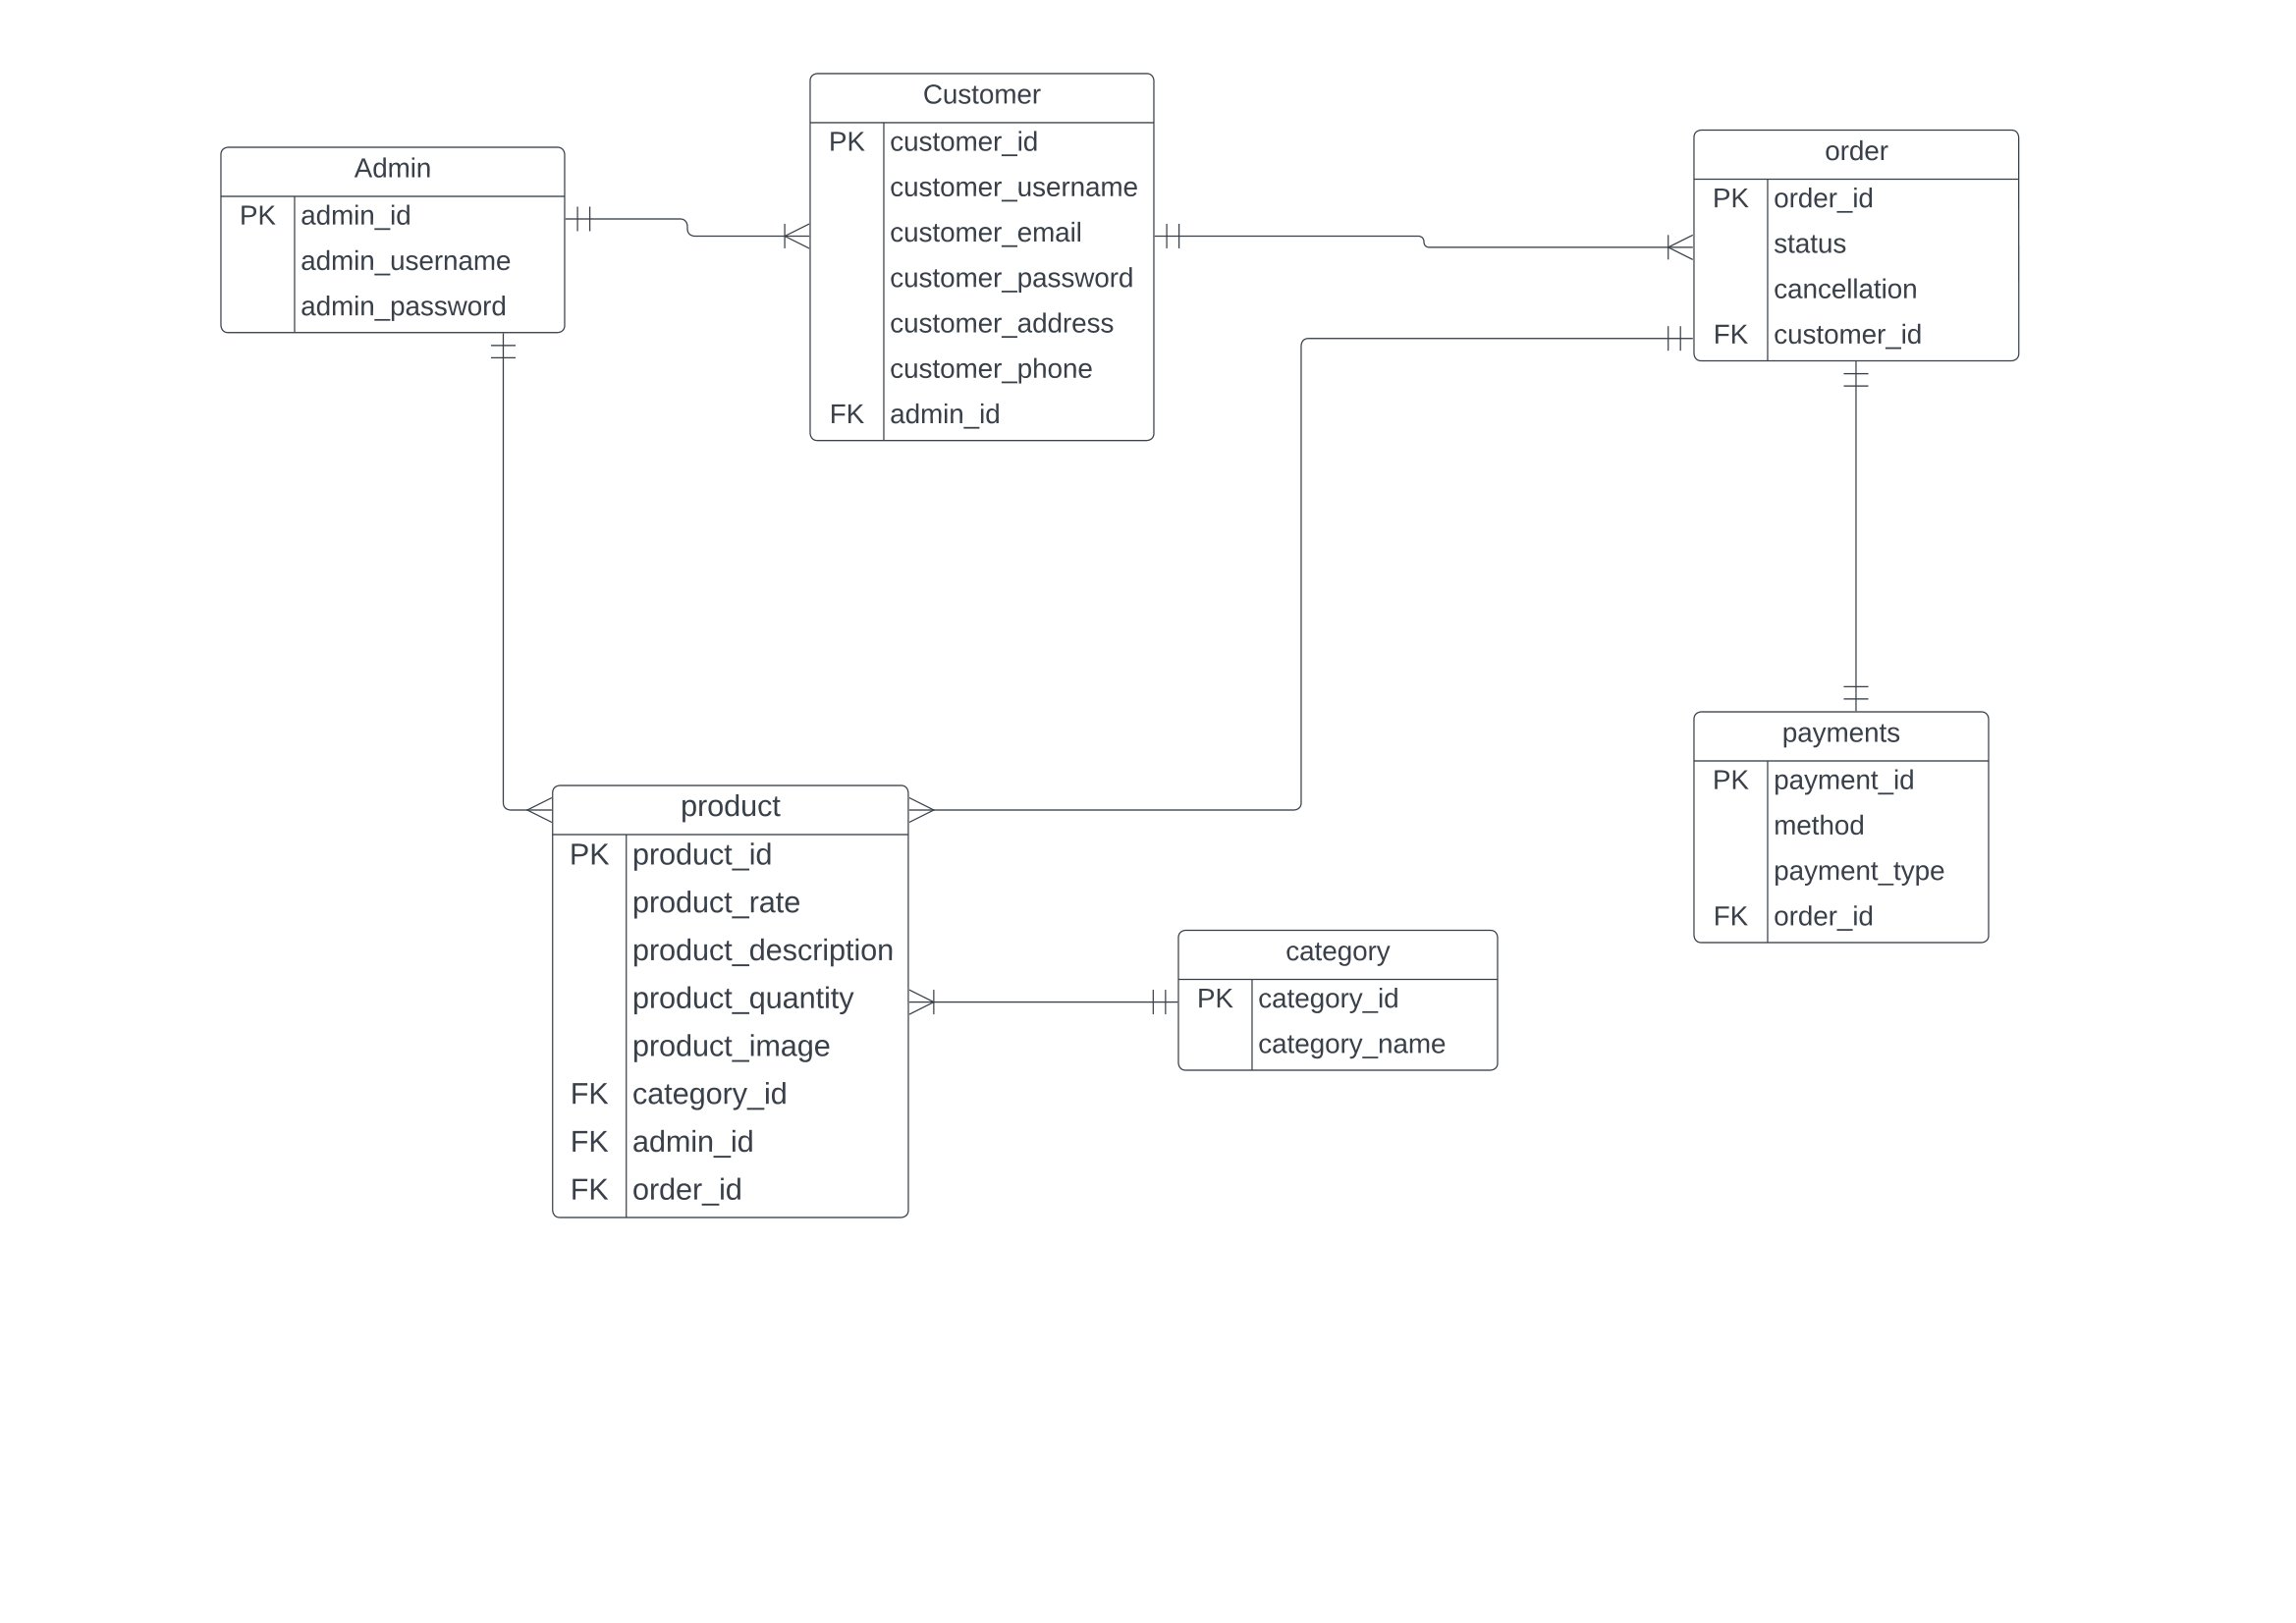 Admin
PK admin_id
admin_username
admin_password
Customer
PK customer_id
customer_username
customer_email
customer_password
customer_address
customer_phone
FK admin_id
order
PK order_id
status
cancellation
FK customer_id
product
PK product_id
product_rate
product_description
product_quantity
product_image
FK category_id
FK admin_id
FK order_id
category
PK category_id
category_name
payments
PK payment_id
method
payment_type
FK order_id